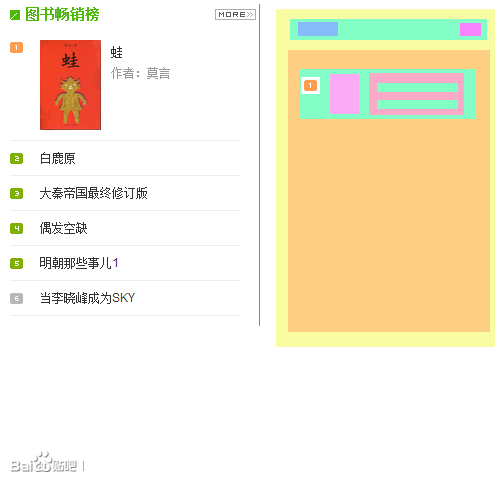 图书畅销榜
MORE>>
1
蛙
蛙
作者：莫言
2 白鹿原
3 大秦帝国最终修订版
4 偶发空缺
5 明朝那些事儿1
6 当李晓峰成为SKY
1
Bai贴吧